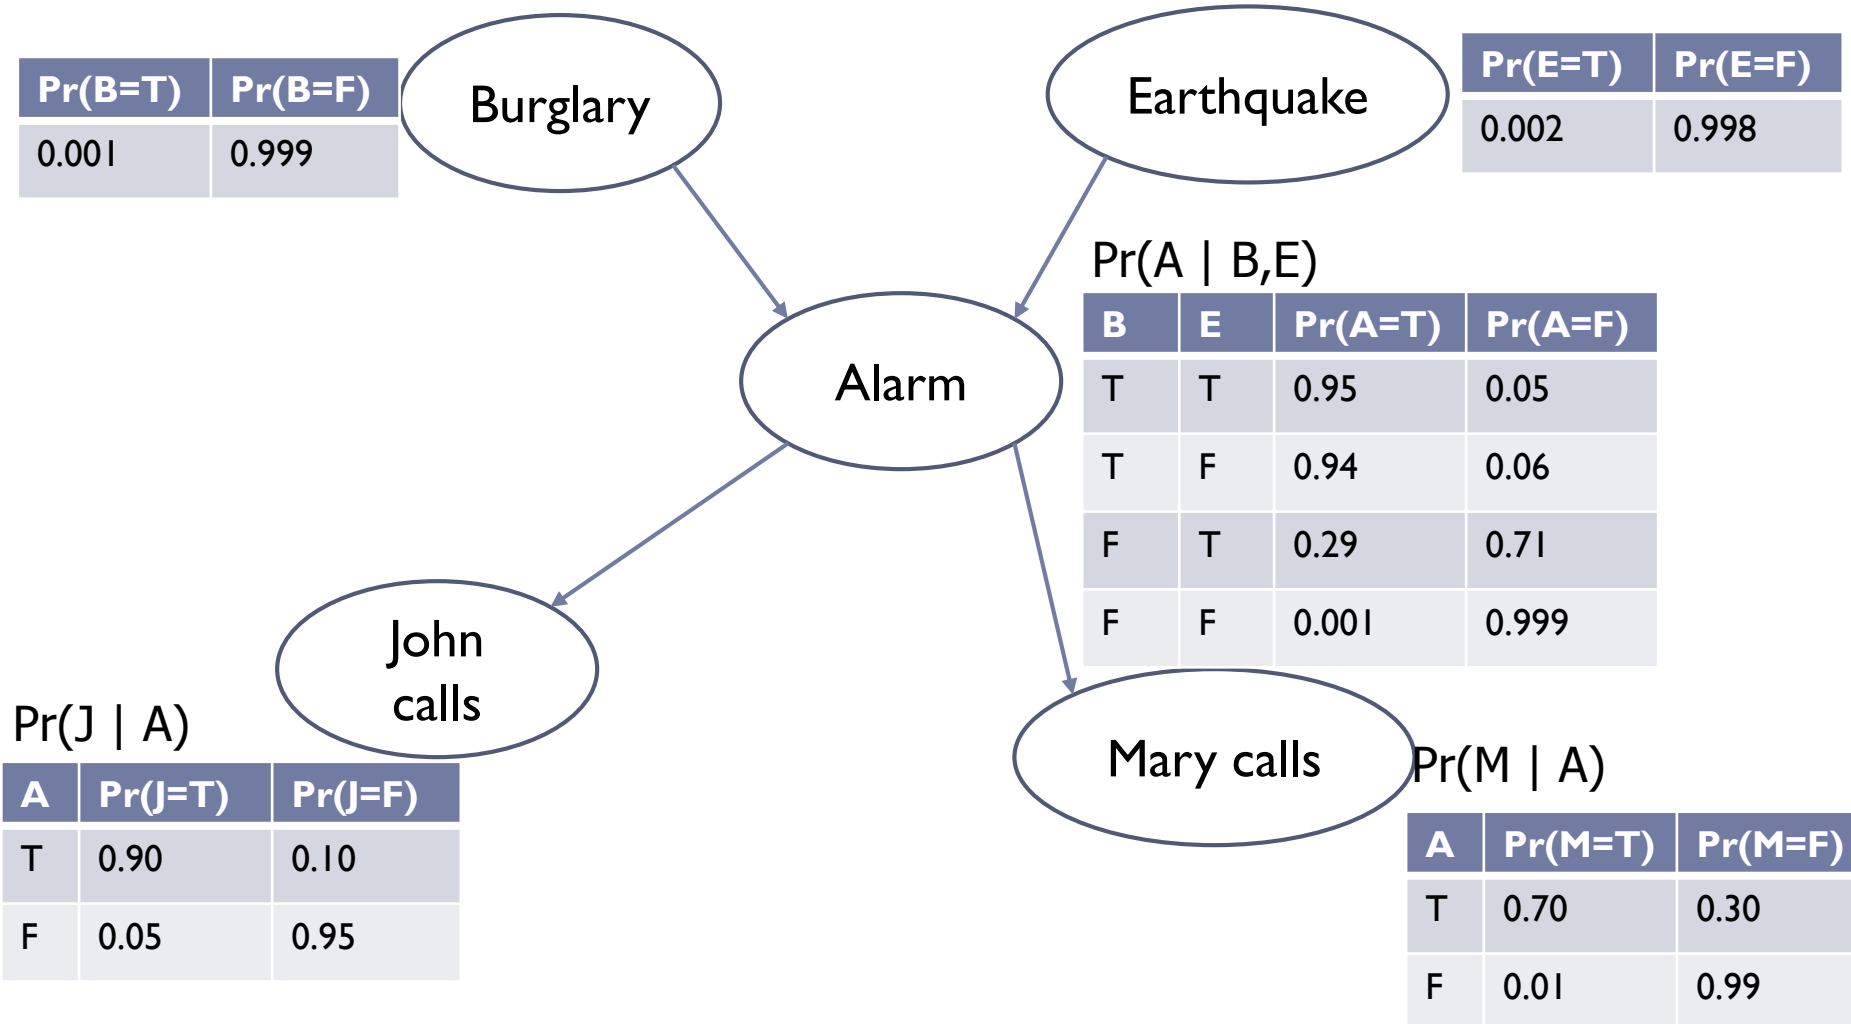 Pr(B=T) Pr(B=F)
0.001 0.999
Burglary
Earthquake
Pr(E=T) Pr(E=F)
0.002 0.998
Pr(A | B,E)
B E Pr(A=T) Pr(A=F)
T T 0.95 0.05
T F 0.94 0.06
F T 0.29 0.71
F F 0.001 0.999
Alarm
John
calls
Pr(J | A)
A Pr(J=T) Pr(J=F)
T 0.90 0.10
F 0.05 0.95
Mary calls
Pr(M | A)
A Pr(M=T) Pr(M=F)
T 0.70 0.30
F 0.01 0.99